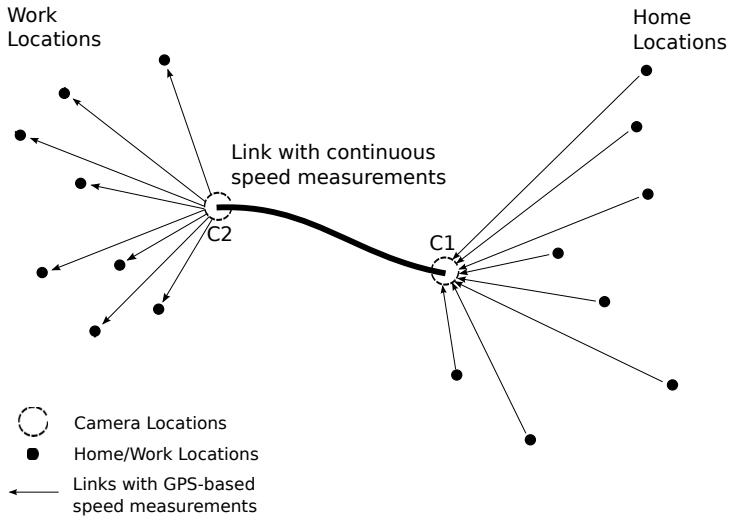 Work
Locations
Home
Locations
Link with continuous
speed measurements
C2
C1
Camera Locations
Home/Work Locations
Links with GPS-based
speed measurements